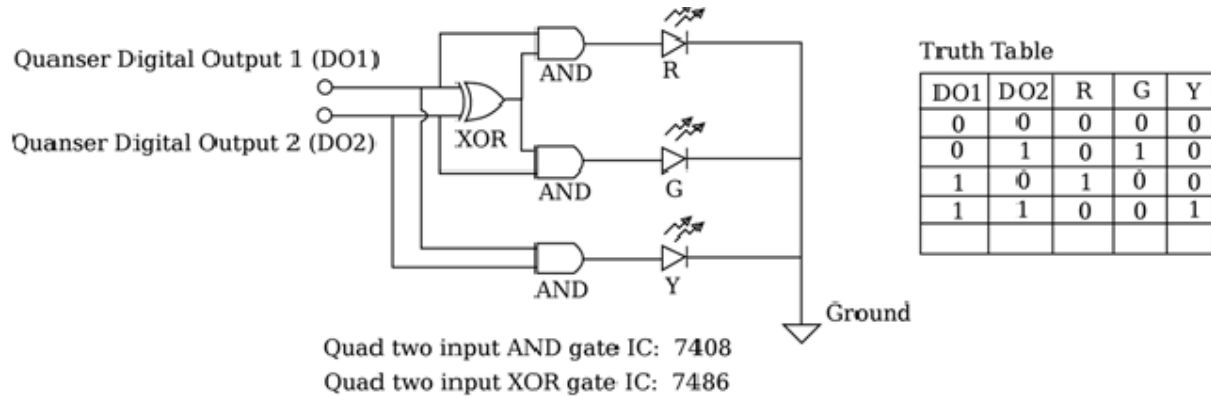 Quanser Digital Output 1 (DO1)
Quanser Digital Output 2 (DO2)
XOR
AND
R
AND
G
AND
Y
Ground
Quad two input AND gate IC: 7408
Quad two input XOR gate IC: 7486
Truth Table
DO1 DO2 R G Y
0 0 0 0 0
0 1 0 1 0
1 0 1 0 0
1 1 0 0 1